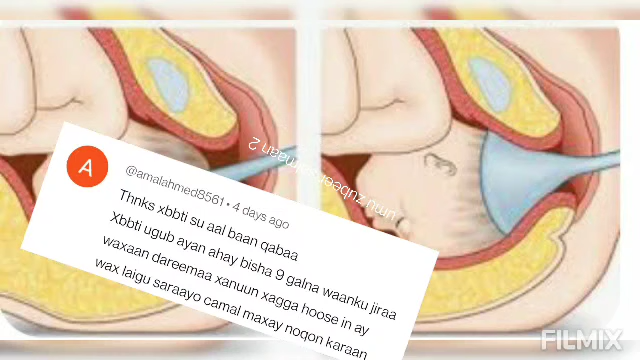 A
@amalahmed8561 • 4 days ago
Thnks xbbti su aal baan qabaa
Xbbti ugub ayan ahay bisha 9 galna waanku jiraa
waxaan dareemaa xanuun xagga hoose in ay
wax laigu saraayo camal maxay noqon karaan
FILMIX